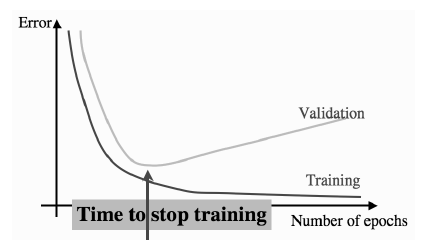 Error
Validation
Training
Time to stop training
Number of epochs